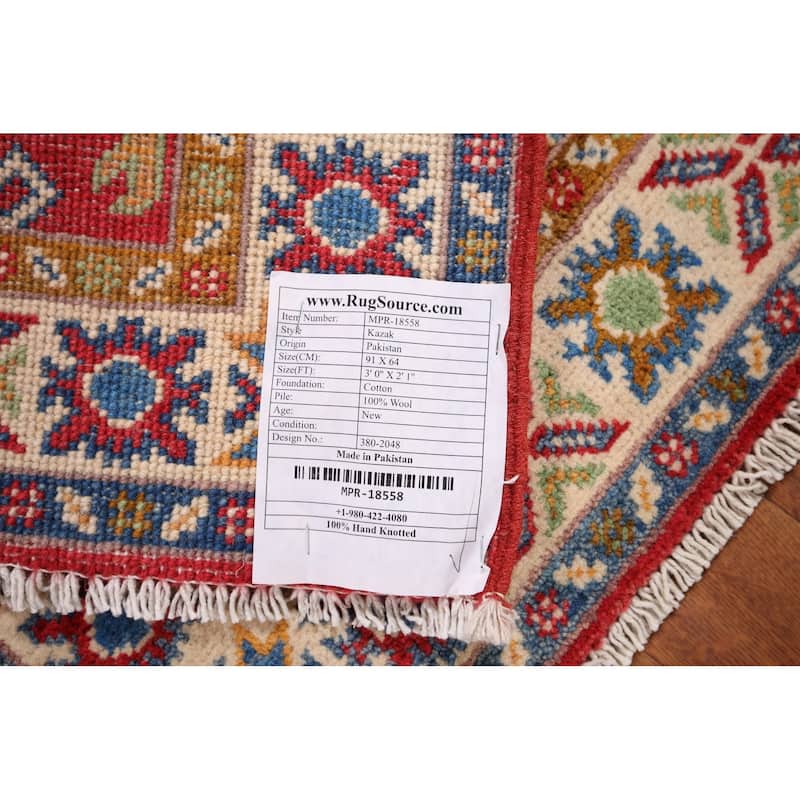 www.RugSource.com
Item Number: MPR-18558
Style Kazak
Origin Pakistan
Size(CM): 91 X 64
Size(FT): 3' 0" X 2' 1"
Foundation: Cotton
Pile: 100% Wool
Age: New
Condition:
Design No.: 380-2048
Made in Pakistan
MPR-18558
+1-980-422-4080
100% Hand Knotted